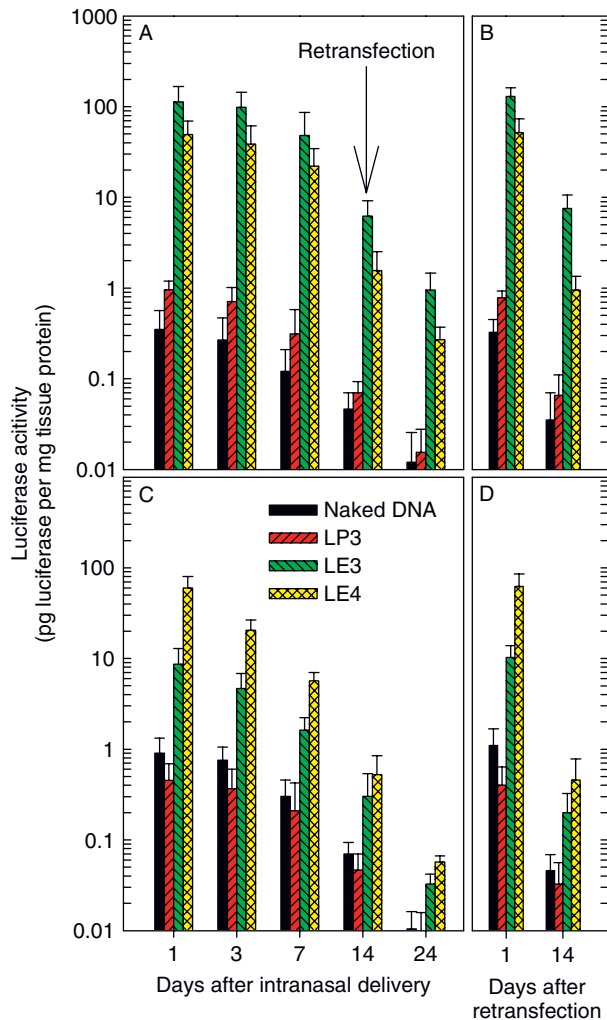 Luciferase acitivity
(pg luciferase per mg tissue protein)
1000
100
10
1
0.1
0.01
A
Retransfection
B
100
10
1
0.1
0.01
C
Naked DNA
LP3
LE3
LE4
D
1 3 7 14 24
Days after intranasal delivery
1 14
Days after
retransfection